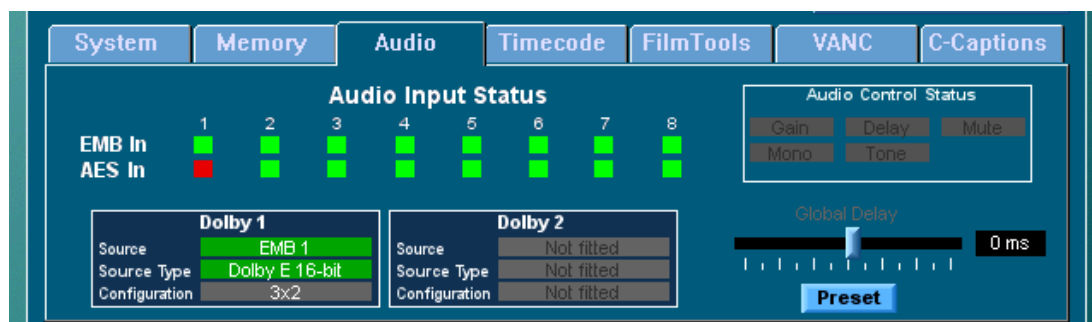 System Memory Audio Timecode FilmTools VANC C-Captions
Audio Input Status
1 2 3 4 5 6 7 8
EMB In
AES In
Audio Control Status
Gain Delay Mute
Mono Tone
Dolby 1
Source EMB 1
Source Type Dolby E 16-bit
Configuration 3x2
Dolby 2
Source Not fitted
Source Type Not fitted
Configuration Not fitted
Global Delay
0 ms
Preset